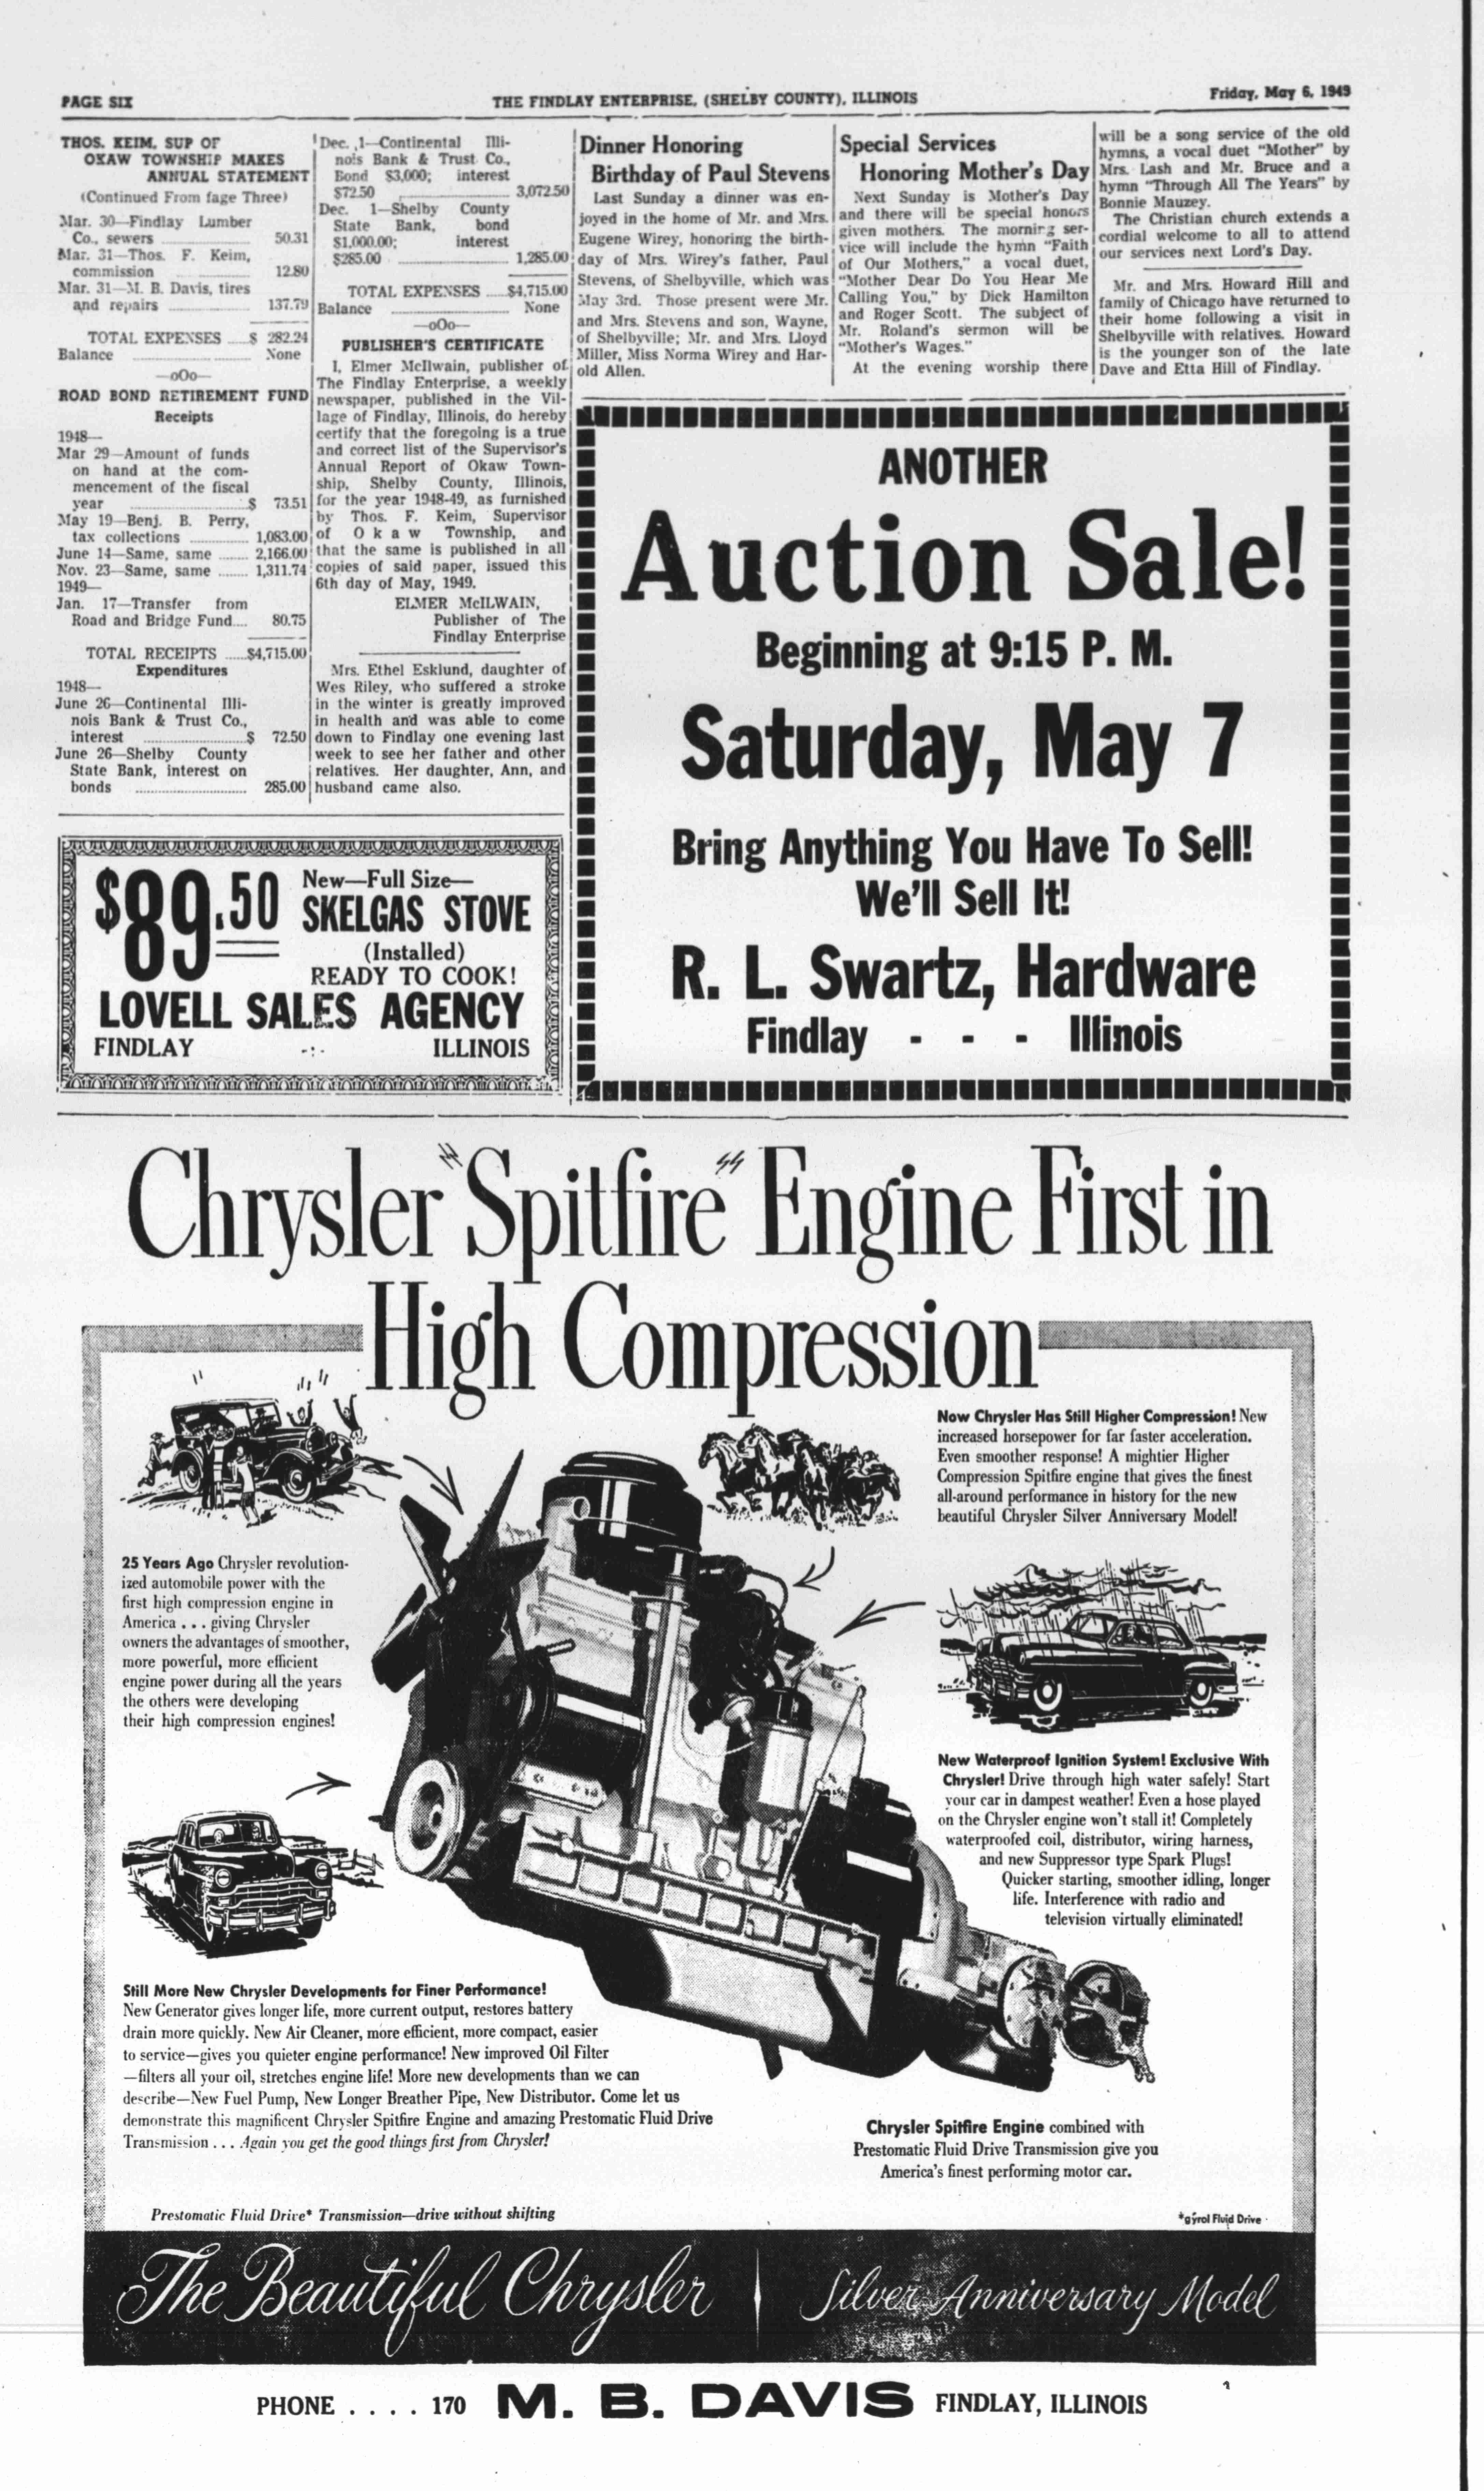 PAGE SIX
THE FINDLAY ENTERPRISE, (SHELBY COUNTY), ILLINOIS
Friday, May 6, 1949
THOS. KEIM, SUP OF
OKAW TOWNSHIP MAKES
ANNUAL STATEMENT
(Continued From fage Three)
Mar. 30—Findlay Lumber
Co., sewers 50.31
Mar. 31—Thos. F. Keim,
commission 12.80
Mar. 31—M. B. Davis, tires
and repairs 137.79
TOTAL EXPENSES $ 282.24
Balance None
—oOo—
ROAD BOND RETIREMENT FUND
Receipts
1948—
Mar 29—Amount of funds
on hand at the com-
mencement of the fiscal
year $ 73.51
May 19—Benj. B. Perry,
tax collections 1,083.00
June 14—Same, same 2,166.00
Nov. 23—Same, same 1,311.74
1949—
Jan. 17—Transfer from
Road and Bridge Fund 80.75
TOTAL RECEIPTS $4,715.00
Expenditures
1948—
June 26—Continental Illi-
nois Bank & Trust Co.,
interest $ 72.50
June 26—Shelby County
State Bank, interest on
bonds 285.00
Dec. ,1—Continental Illi-
nois Bank & Trust Co.,
Bond $3,000; interest
$72.50 3,072.50
Dec. 1—Shelby County
State Bank, bond
$1,000.00; interest
$285.00 1,285.00
TOTAL EXPENSES $4,715.00
Balance None
—oOo—
PUBLISHER'S CERTIFICATE
I, Elmer McIlwain, publisher of
The Findlay Enterprise, a weekly
newspaper, published in the Vil-
lage of Findlay, Illinois, do hereby
certify that the foregoing is a true
and correct list of the Supervisor's
Annual Report of Okaw Town-
ship, Shelby County, Illinois,
for the year 1948-49, as furnished
by Thos. F. Keim, Supervisor
of Okaw Township, and
that the same is published in all
copies of said paper, issued this
6th day of May, 1949.
ELMER McILWAIN,
Publisher of The
Findlay Enterprise
Mrs. Ethel Esklund, daughter of
Wes Riley, who suffered a stroke
in the winter is greatly improved
in health and was able to come
down to Findlay one evening last
week to see her father and other
relatives. Her daughter, Ann, and
husband came also.
Dinner Honoring
Birthday of Paul Stevens
Last Sunday a dinner was en-
joyed in the home of Mr. and Mrs.
Eugene Wirey, honoring the birth-
day of Mrs. Wirey's father, Paul
Stevens, of Shelbyville, which was
May 3rd. Those present were Mr.
and Mrs. Stevens and son, Wayne,
of Shelbyville; Mr. and Mrs. Lloyd
Miller, Miss Norma Wirey and Har-
old Allen.
Special Services
Honoring Mother's Day
Next Sunday is Mother's Day
and there will be special honors
given mothers. The morning ser-
vice will include the hymn "Faith
of Our Mothers," a vocal duet,
"Mother Dear Do You Hear Me
Calling You," by Dick Hamilton
and Roger Scott. The subject of
Mr. Roland's sermon will be
"Mother's Wages."
At the evening worship there
will be a song service of the old
hymns, a vocal duet "Mother" by
Mrs. Lash and Mr. Bruce and a
hymn "Through All The Years" by
Bonnie Mauzey.
The Christian church extends a
cordial welcome to all to attend
our services next Lord's Day.
Mr. and Mrs. Howard Hill and
family of Chicago have returned to
their home following a visit in
Shelbyville with relatives. Howard
is the younger son of the late
Dave and Etta Hill of Findlay.
$89.50
New—Full Size—
SKELGAS STOVE
(Installed)
READY TO COOK!
LOVELL SALES AGENCY
FINDLAY -:- ILLINOIS
ANOTHER
Auction Sale!
Beginning at 9:15 P. M.
Saturday, May 7
Bring Anything You Have To Sell!
We'll Sell It!
R. L. Swartz, Hardware
Findlay - - - Illinois
Chrysler "Spitfire" Engine First in
High Compression
25 Years Ago Chrysler revolution-
ized automobile power with the
first high compression engine in
America . . . giving Chrysler
owners the advantages of smoother,
more powerful, more efficient
engine power during all the years
the others were developing
their high compression engines!
Now Chrysler Has Still Higher Compression! New
increased horsepower for far faster acceleration.
Even smoother response! A mightier Higher
Compression Spitfire engine that gives the finest
all-around performance in history for the new
beautiful Chrysler Silver Anniversary Model!
New Waterproof Ignition System! Exclusive With
Chrysler! Drive through high water safely! Start
your car in dampest weather! Even a hose played
on the Chrysler engine won't stall it! Completely
waterproofed coil, distributor, wiring harness,
and new Suppressor type Spark Plugs!
Quicker starting, smoother idling, longer
life. Interference with radio and
television virtually eliminated!
Still More New Chrysler Developments for Finer Performance!
New Generator gives longer life, more current output, restores battery
drain more quickly. New Air Cleaner, more efficient, more compact, easier
to service—gives you quieter engine performance! New improved Oil Filter
—filters all your oil, stretches engine life! More new developments than we can
describe—New Fuel Pump, New Longer Breather Pipe, New Distributor. Come let us
demonstrate this magnificent Chrysler Spitfire Engine and amazing Prestomatic Fluid Drive
Transmission . . . Again you get the good things first from Chrysler!
Chrysler Spitfire Engine combined with
Prestomatic Fluid Drive Transmission give you
America's finest performing motor car.
Prestomatic Fluid Drive* Transmission—drive without shifting
*gyrol Fluid Drive
The Beautiful Chrysler Silver Anniversary Model
PHONE . . . . 170 M. B. DAVIS FINDLAY, ILLINOIS